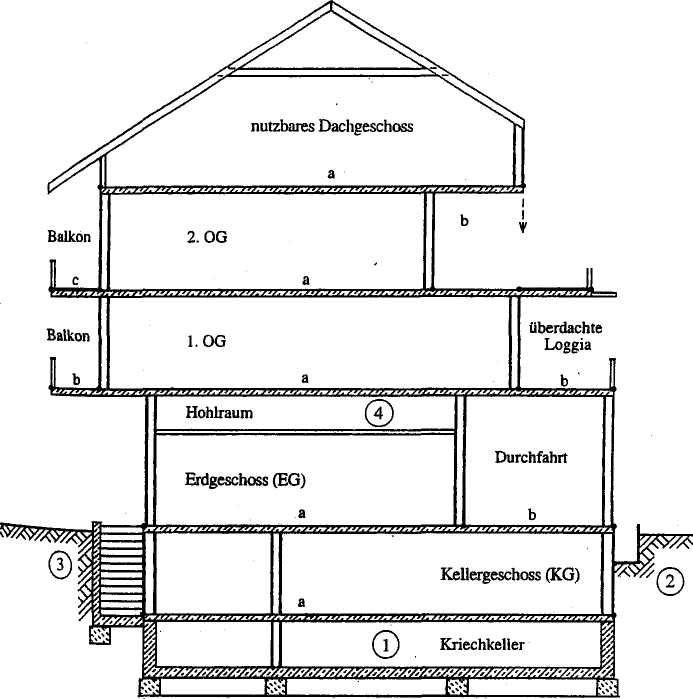 nutzbares Dachgeschoss
a
b
Balkon
2. OG
c
a
Balkon
1. OG
überdachte
Loggia
b
a
b
Hohlraum
4
Durchfahrt
Erdgeschoss (EG)
a
b
3
Kellergeschoss (KG)
2
a
1
Kriechkeller